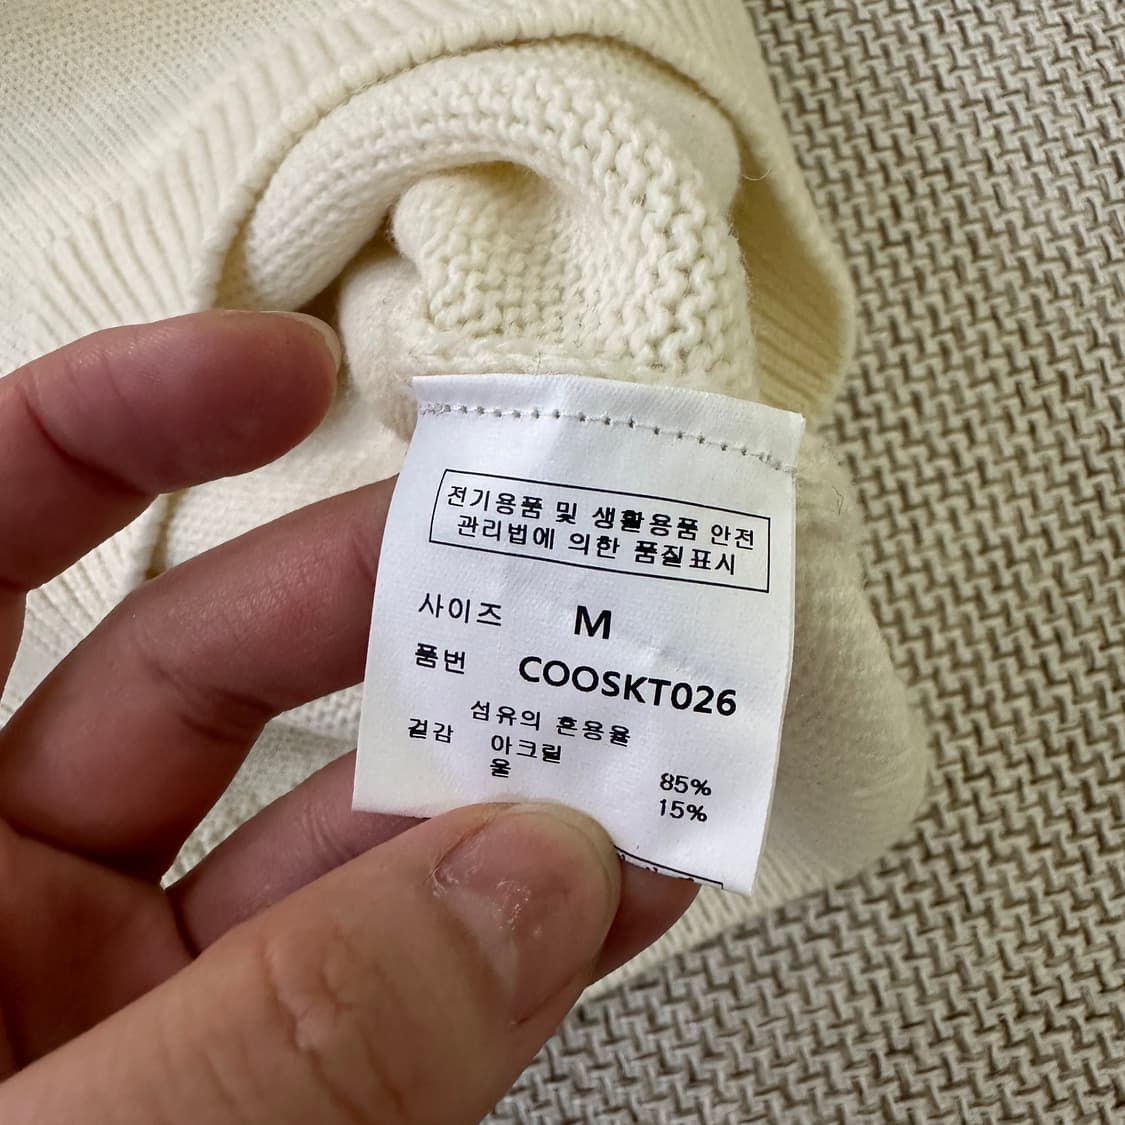 전기용품 및 생활용품 안전
관리법에 의한 품질표시
사이즈 M
품번 COOSKT026
섬유의 혼용율
겉감 아크릴 85%
울 15%